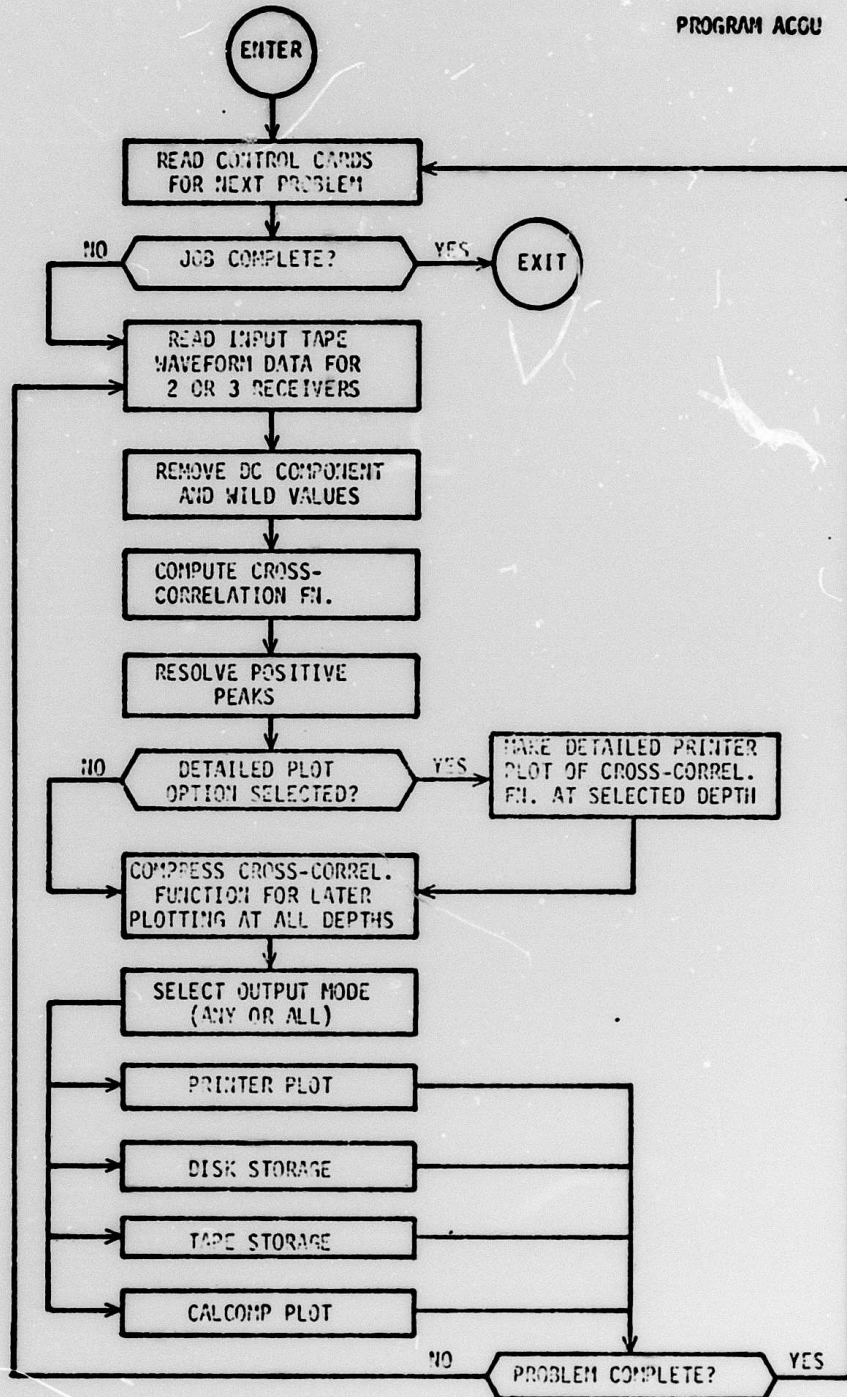 PROGRAM ACOU
ENTER
READ CONTROL CARDS
FOR NEXT PROBLEM
NO
JOB COMPLETE?
YES
EXIT
READ INPUT TAPE
WAVEFORM DATA FOR
2 OR 3 RECEIVERS
REMOVE DC COMPONENT
AND WILD VALUES
COMPUTE CROSS-
CORRELATION FN.
RESOLVE POSITIVE
PEAKS
NO
DETAILED PLOT
OPTION SELECTED?
YES
MAKE DETAILED PRINTER
PLOT OF CROSS-CORREL.
FN. AT SELECTED DEPTH
COMPRESS CROSS-CORREL.
FUNCTION FOR LATER
PLOTTING AT ALL DEPTHS
SELECT OUTPUT MODE
(ANY OR ALL)
PRINTER PLOT
DISK STORAGE
TAPE STORAGE
CALCOMP PLOT
NO
PROBLEM COMPLETE?
YES